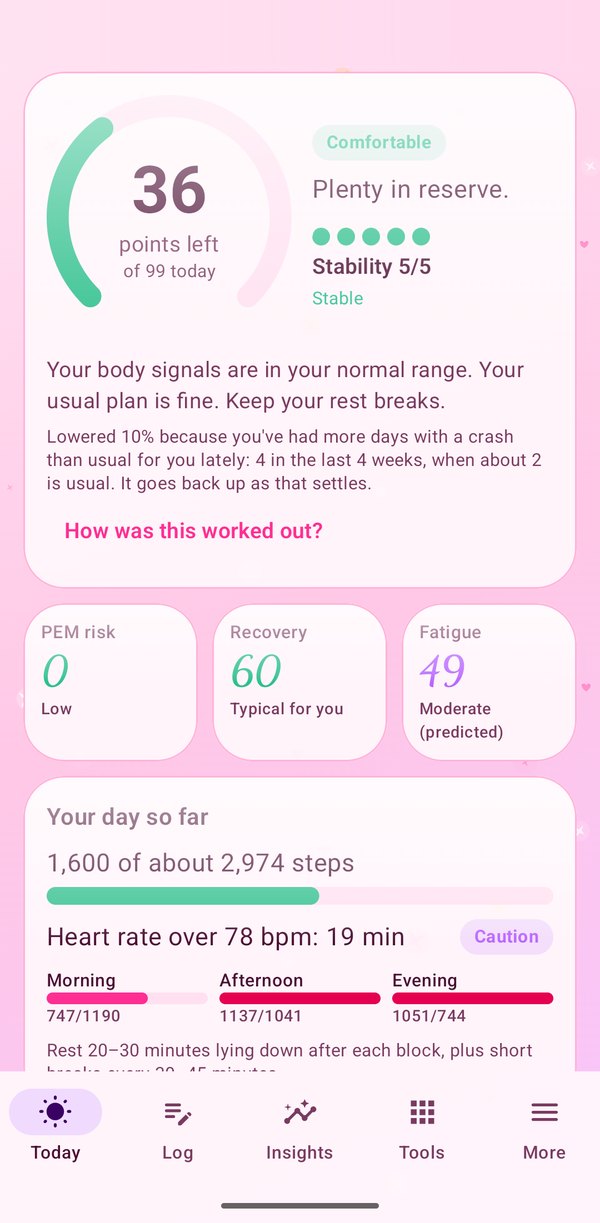 36
points left
of 99 today
Comfortable
Plenty in reserve.
Stability 5/5
Stable
Your body signals are in your normal range. Your
usual plan is fine. Keep your rest breaks.
Lowered 10% because you've had more days with a crash
than usual for you lately: 4 in the last 4 weeks, when about 2
is usual. It goes back up as that settles.
How was this worked out?
PEM risk
0
Low
Recovery
60
Typical for you
Fatigue
49
Moderate
(predicted)
Your day so far
1,600 of about 2,974 steps
Heart rate over 78 bpm: 19 min
Caution
Morning
747/1190
Afternoon
1137/1041
Evening
1051/744
Rest 20–30 minutes lying down after each block, plus short
Today
Log
Insights
Tools
More